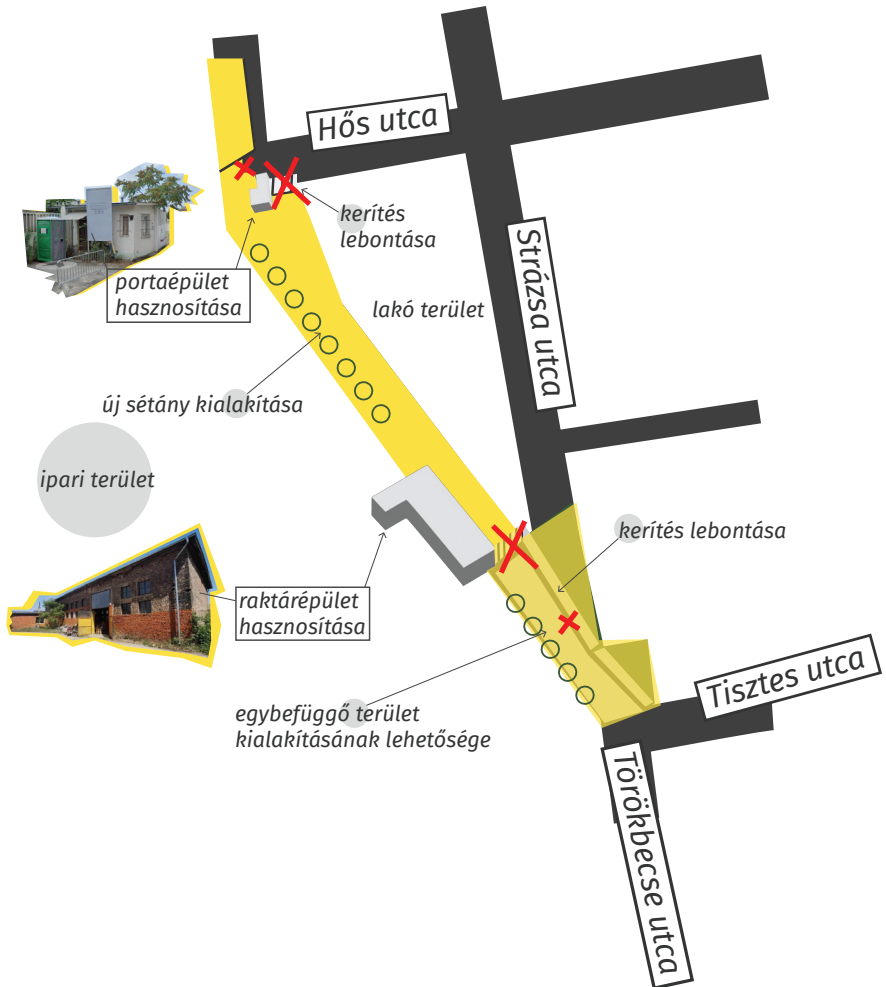 Hős utca
kerítés
lebontása
Strázsa utca
portaépület
hasznosítása
lakó terület
új sétány kialakítása
ipari terület
kerítés lebontása
raktárépület
hasznosítása
egybefüggő terület
kialakításának lehetősége
Tisztes utca
Törökbecse utca